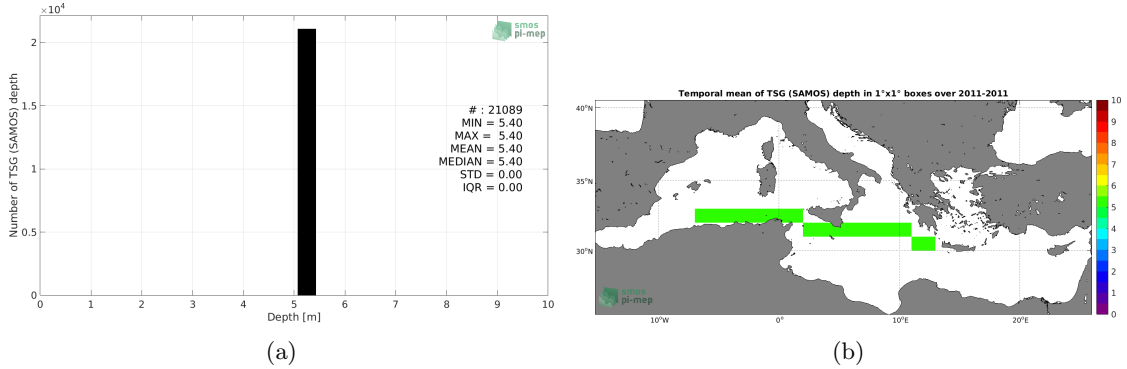 ×10⁴
2
1.5
1
0.5
0
Number of TSG (SAMOS) depth
smos
pi-mep
# : 21089
MIN = 5.40
MAX = 5.40
MEAN = 5.40
MEDIAN = 5.40
STD = 0.00
IQR = 0.00
0 1 2 3 4 5 6 7 8 9 10
Depth [m]
(a)
Temporal mean of TSG (SAMOS) depth in 1°x1° boxes over 2011-2011
40°N
35°N
30°N
smos
pi-mep
10°W 0° 10°E 20°E
10
9
8
7
6
5
4
3
2
1
0
(b)